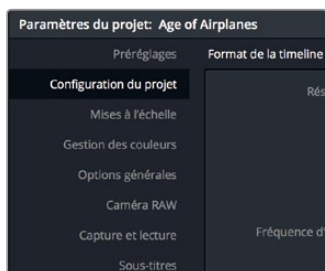 Paramètres du projet: Age of Airplanes
Préréglages
Format de la timeline
Configuration du projet
Mises à l'échelle
Gestion des couleurs
Options générales
Caméra RAW
Capture et lecture
Fréquence
Sous-titres